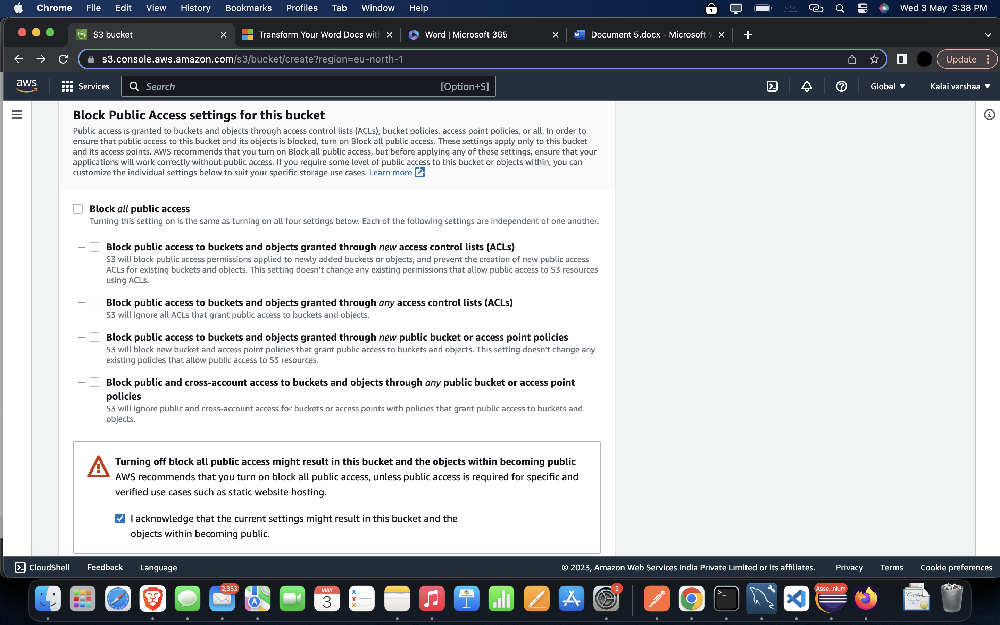 Chrome File Edit View History Bookmarks Profiles Tab Window Help Wed 3 May 3:38 PM
S3 bucket Transform Your Word Docs with Word | Microsoft 365 Document 5.docx - Microsoft W
s3.console.aws.amazon.com/s3/bucket/create?region=eu-north-1 Update
aws Services Search [Option+S] Global Kalai varshaa
Block Public Access settings for this bucket
Public access is granted to buckets and objects through access control lists (ACLs), bucket policies, access point policies, or all. In order to
ensure that public access to this bucket and its objects is blocked, turn on Block all public access. These settings apply only to this bucket
and its access points. AWS recommends that you turn on Block all public access, but before applying any of these settings, ensure that your
applications will work correctly without public access. If you require some level of public access to this bucket or objects within, you can
customize the individual settings below to suit your specific storage use cases. Learn more
Block all public access
Turning this setting on is the same as turning on all four settings below. Each of the following settings are independent of one another.
Block public access to buckets and objects granted through new access control lists (ACLs)
S3 will block public access permissions applied to newly added buckets or objects, and prevent the creation of new public access
ACLs for existing buckets and objects. This setting doesn’t change any existing permissions that allow public access to S3 resources
using ACLs.
Block public access to buckets and objects granted through any access control lists (ACLs)
S3 will ignore all ACLs that grant public access to buckets and objects.
Block public access to buckets and objects granted through new public bucket or access point policies
S3 will block new bucket and access point policies that grant public access to buckets and objects. This setting doesn't change any
existing policies that allow public access to S3 resources.
Block public and cross-account access to buckets and objects through any public bucket or access point
policies
S3 will ignore public and cross-account access for buckets or access points with policies that grant public access to buckets and
objects.
Turning off block all public access might result in this bucket and the objects within becoming public
AWS recommends that you turn on block all public access, unless public access is required for specific and
verified use cases such as static website hosting.
I acknowledge that the current settings might result in this bucket and the
objects within becoming public.
CloudShell Feedback Language © 2023, Amazon Web Services India Private Limited or its affiliates. Privacy Terms Cookie preferences
2,353 MAY 2 Asse...nium
3